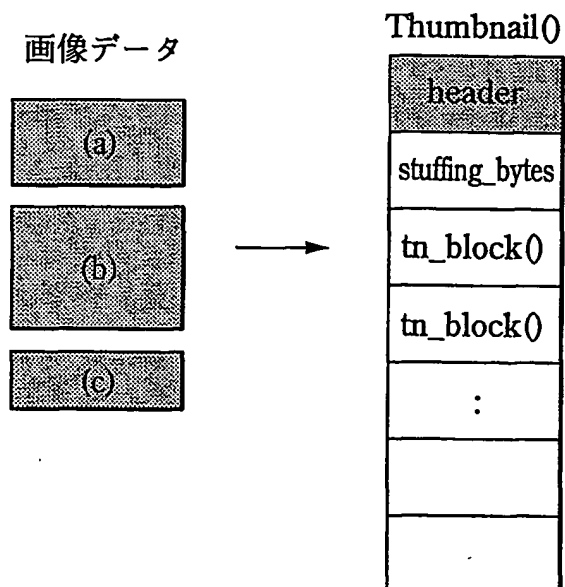 画像データ
(a)
(b)
(c)
Thumbnail()
header
stuffing_bytes
tn_block()
tn_block()
: